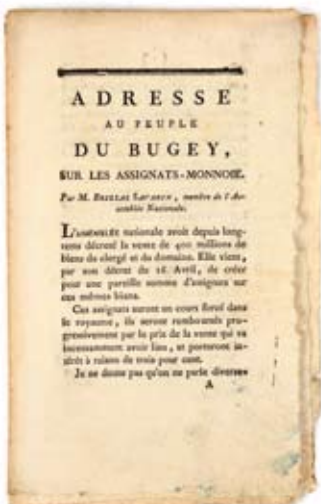 ADRESSE
AU PEUPLE
DU BUGEY,
SUR LES ASSIGNATS-MONNOIE.
Par M. BRILLAT SAVARIN, membre de l'As-
semblée Nationale.
L'ASSEMBLÉE nationale avoit depuis long-
tems décrété la vente de 400 millions de
biens du clergé et du domaine. Elle vient,
par son décret du 16 Avril, de créer
pour une pareille somme d'assignats sur
ces mêmes biens.
Ces assignats auront un cours forcé dans
le royaume, ils seront remboursés pro-
gressivement par le prix de la vente qui va
incessamment avoir lieu, et porteront in-
térêt à raison de trois pour cent.
Je ne doute pas qu'on ne parle diverse-
A